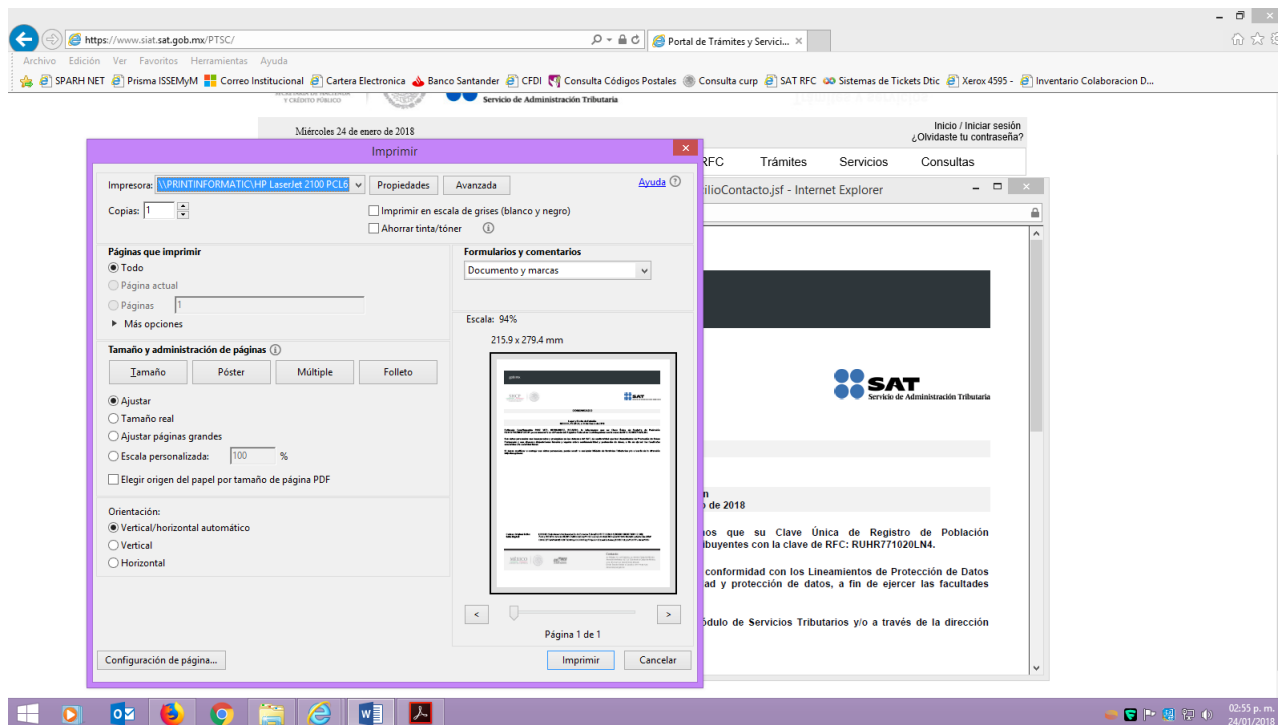 https://www.siat.sat.gob.mx/PTSC/
Portal de Trámites y Servici...
Archivo Edición Ver Favoritos Herramientas Ayuda
SPARH NET Prisma ISSEMyM Correo Institucional Cartera Electronica Banco Santander CFDI Consulta Códigos Postales Consulta curp SAT RFC Sistemas de Tickets Dtic Xerox 4595 - Inventario Colaboracion D...
Y CRÉDITO PÚBLICO
Servicio de Administración Tributaria
Miércoles 24 de enero de 2018
Inicio / Iniciar sesión
¿Olvidaste tu contraseña?
RFC Trámites Servicios Consultas
Imprimir
Impresora: \\PRINTINFORMATIC\HP LaserJet 2100 PCL6 Propiedades Avanzada Ayuda
Copias: 1
Imprimir en escala de grises (blanco y negro)
Ahorrar tinta/tóner
Páginas que imprimir
Todo
Página actual
Páginas 1
Más opciones
Tamaño y administración de páginas
Tamaño Póster Múltiple Folleto
Ajustar
Tamaño real
Ajustar páginas grandes
Escala personalizada: 100 %
Elegir origen del papel por tamaño de página PDF
Orientación:
Vertical/horizontal automático
Vertical
Horizontal
Formularios y comentarios
Documento y marcas
Escala: 94%
215.9 x 279.4 mm
SAT
< >
Página 1 de 1
Configuración de página... Imprimir Cancelar
ilioContacto.jsf - Internet Explorer
SAT
Servicio de Administración Tributaria
n
o de 2018
nos que su Clave Única de Registro de Población
ibuyentes con la clave de RFC: RUHR771020LN4.
conformidad con los Lineamientos de Protección de Datos
ad y protección de datos, a fin de ejercer las facultades
ódulo de Servicios Tributarios y/o a través de la dirección
02:55 p. m.
24/01/2018